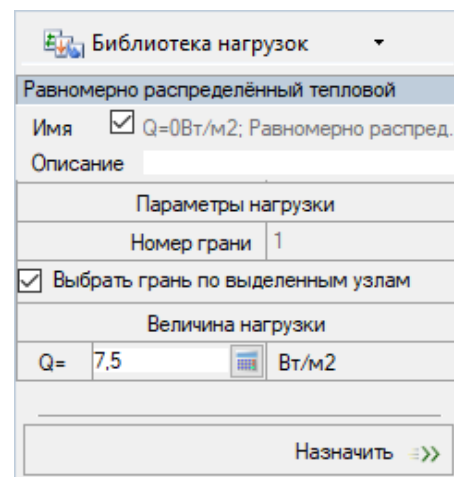 Библиотека нагрузок
Равномерно распределённый тепловой
Имя Q=0Вт/м2; Равномерно распред.
Описание
Параметры нагрузки
Номер грани 1
Выбрать грань по выделенным узлам
Величина нагрузки
Q= 7,5 Вт/м2
Назначить